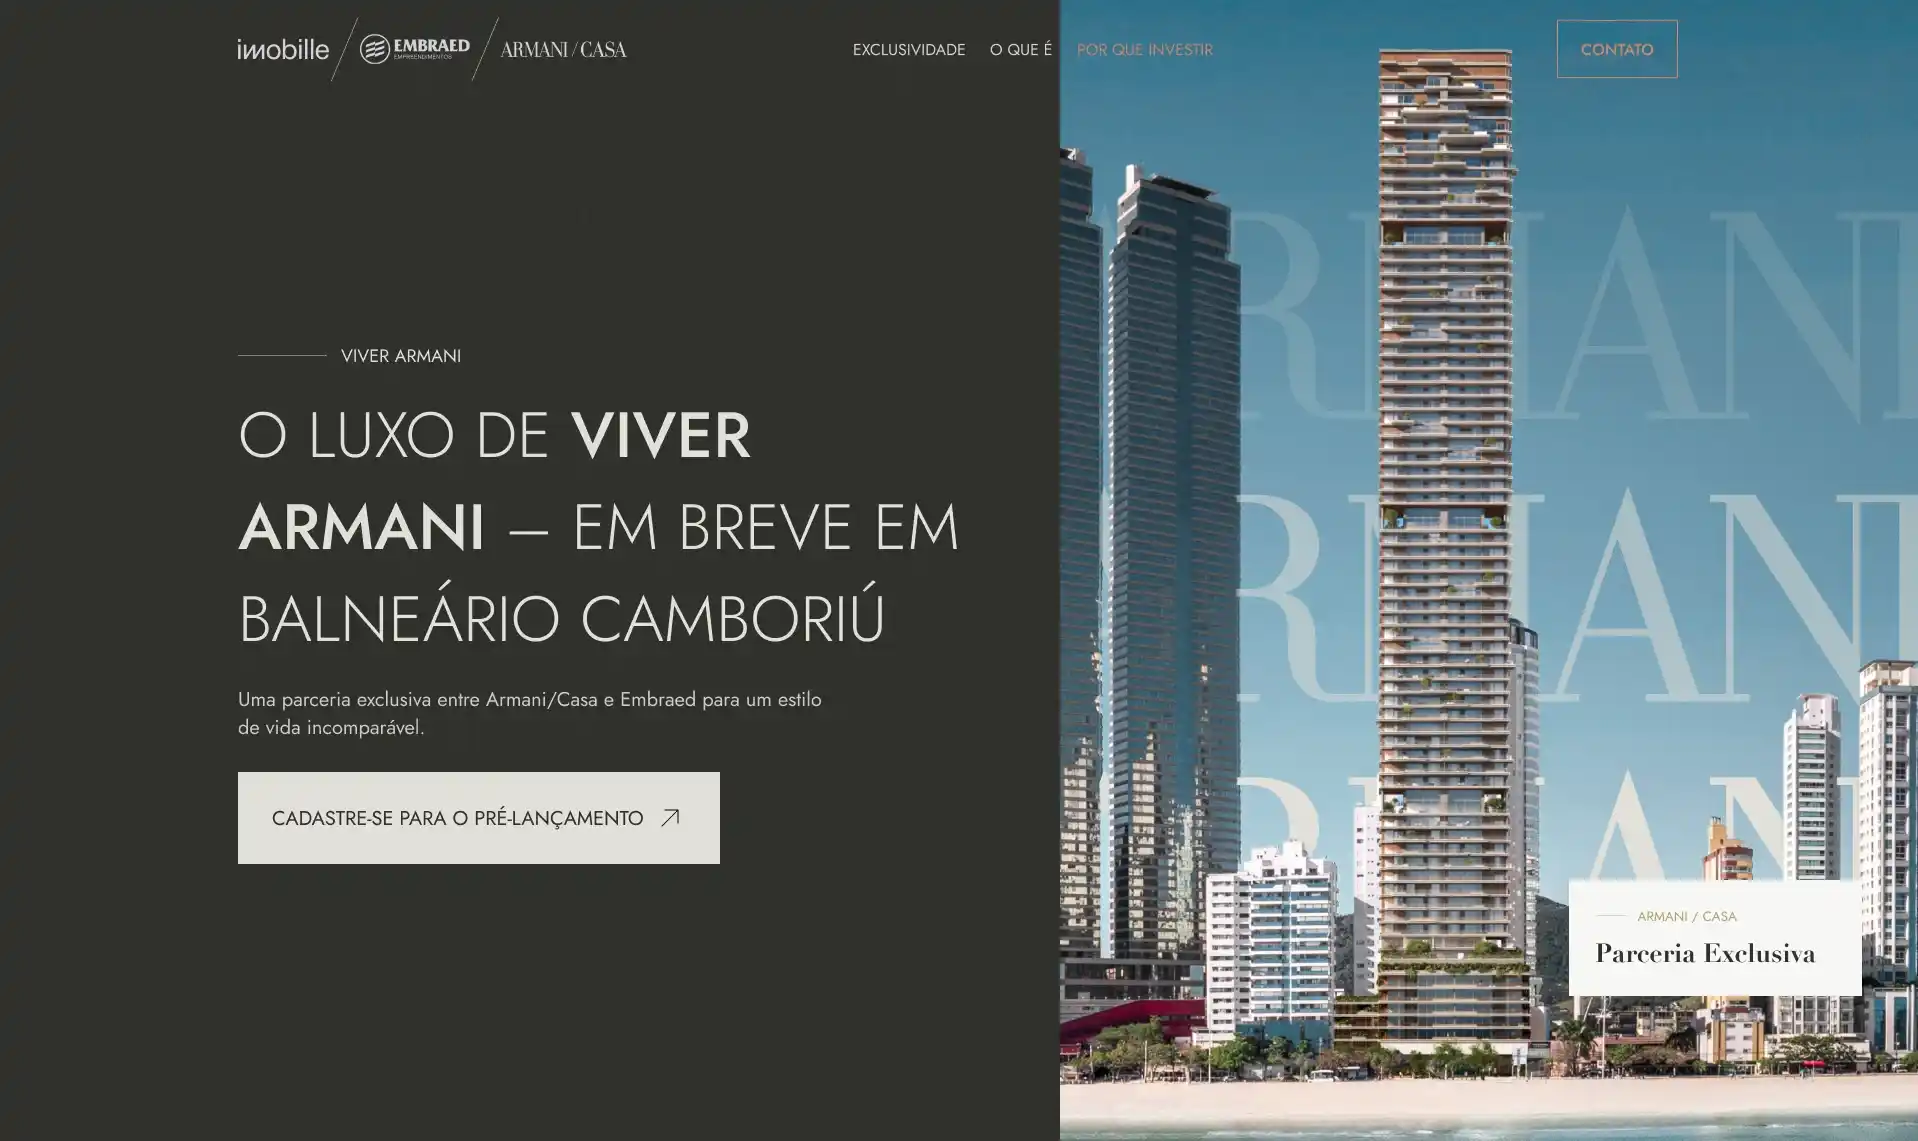 imobille
EMBRAED
EMPREENDIMENTOS
ARMANI / CASA
EXCLUSIVIDADE
O QUE É
POR QUE INVESTIR
CONTATO
VIVER ARMANI
O LUXO DE VIVER
ARMANI – EM BREVE EM
BALNEÁRIO CAMBORIÚ
Uma parceria exclusiva entre Armani/Casa e Embraed para um estilo
de vida incomparável.
CADASTRE-SE PARA O PRÉ-LANÇAMENTO
ARMANI
ARMANI
ARMANI
ARMANI / CASA
Parceria Exclusiva